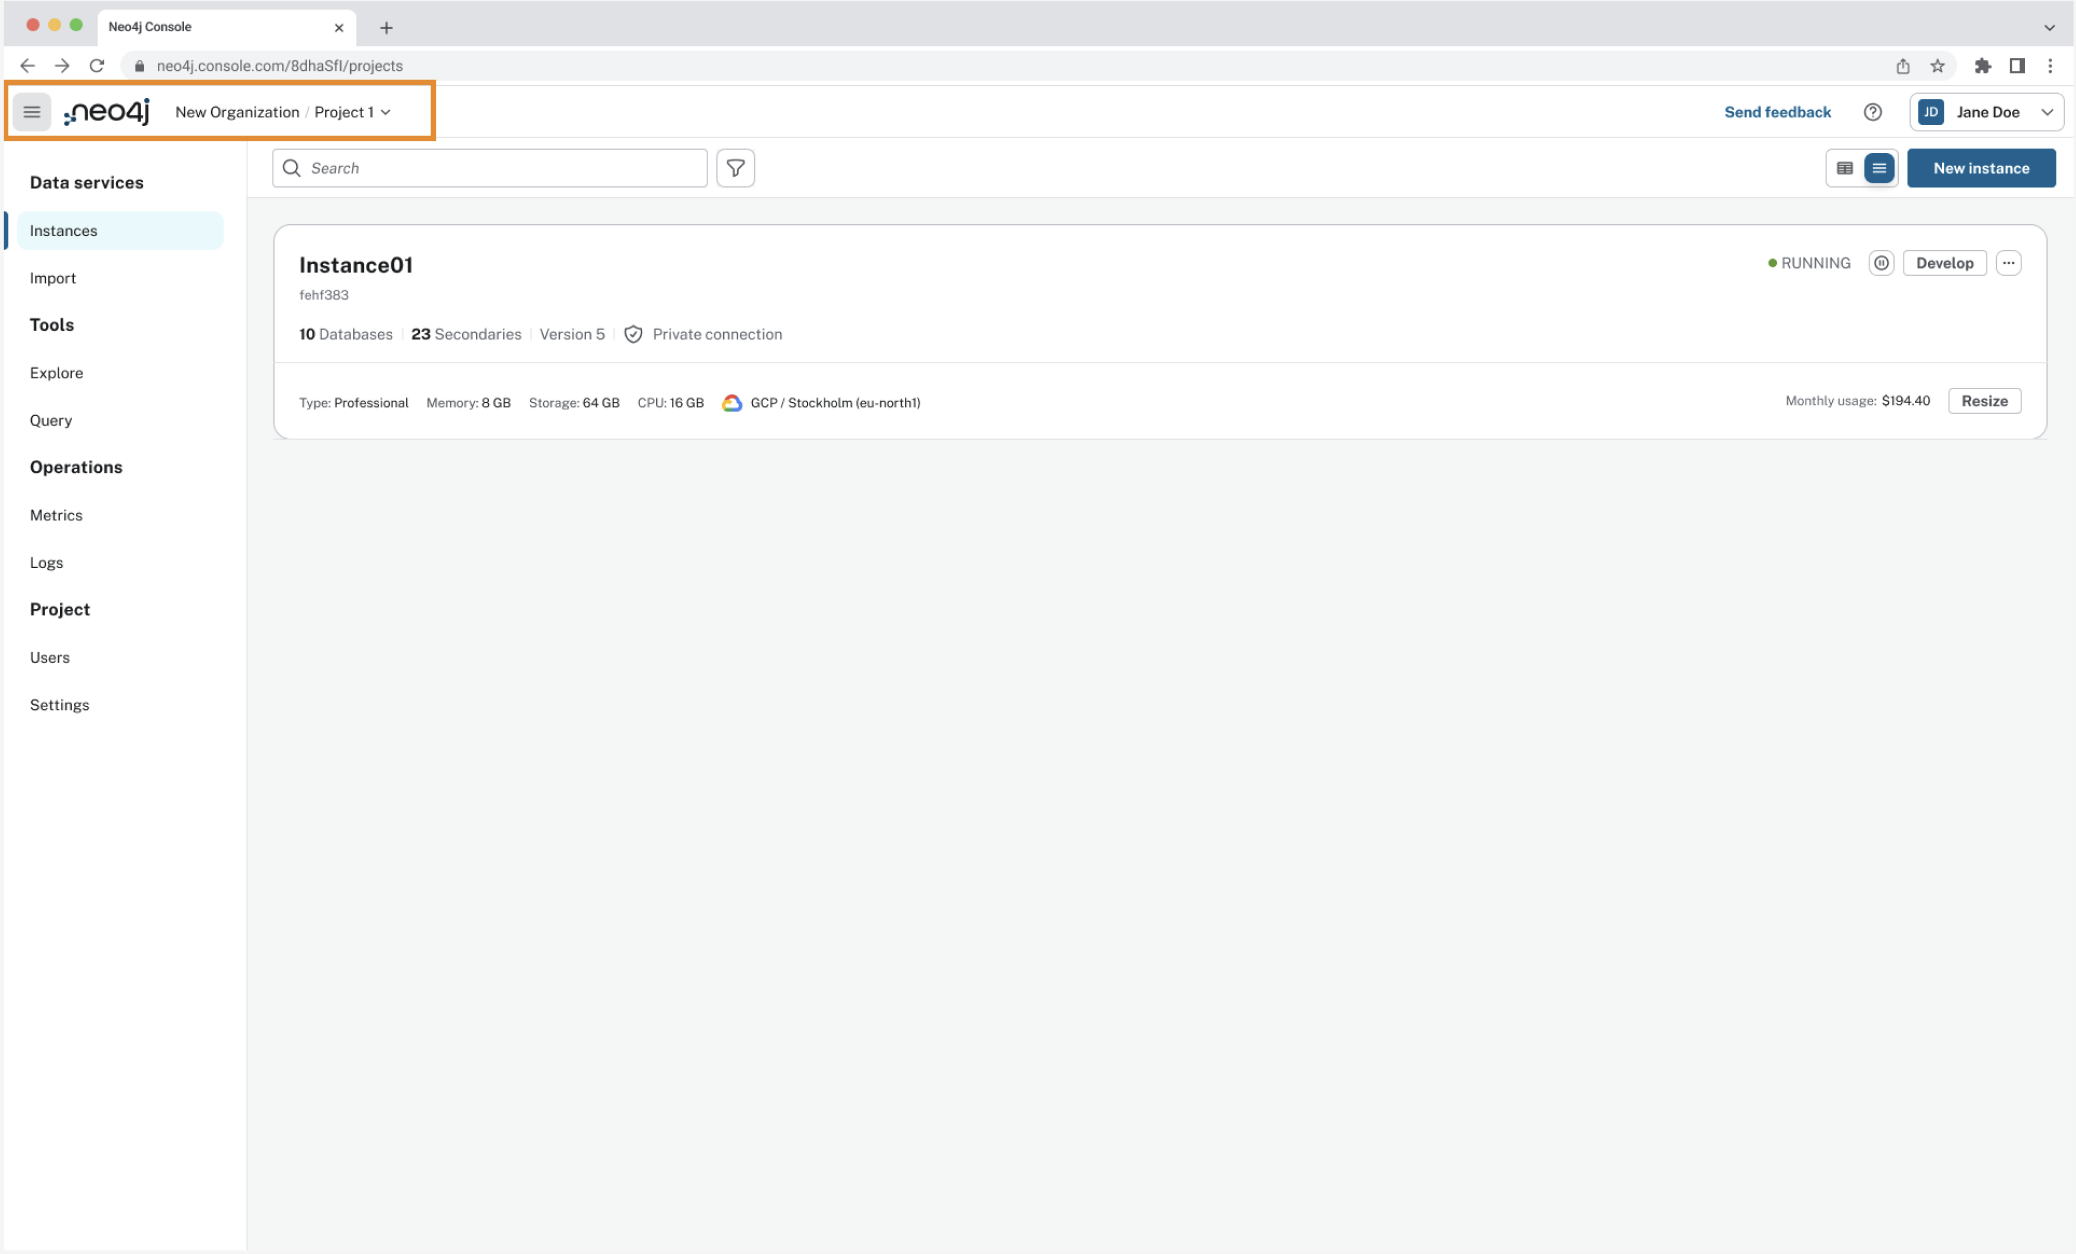 Neo4j Console
neo4j.console.com/8dhaSfI/projects
neo4j New Organization / Project 1
Send feedback
JD Jane Doe
Data services
Instances
Import
Tools
Explore
Query
Operations
Metrics
Logs
Project
Users
Settings
Search
New instance
Instance01
RUNNING
Develop
fehf383
10 Databases 23 Secondaries Version 5 Private connection
Type: Professional Memory: 8 GB Storage: 64 GB CPU: 16 GB GCP / Stockholm (eu-north1)
Monthly usage: $194.40
Resize